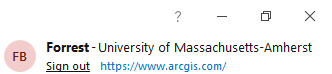 ?
FB
Forrest - University of Massachusetts-Amherst
Sign out https://www.arcgis.com/